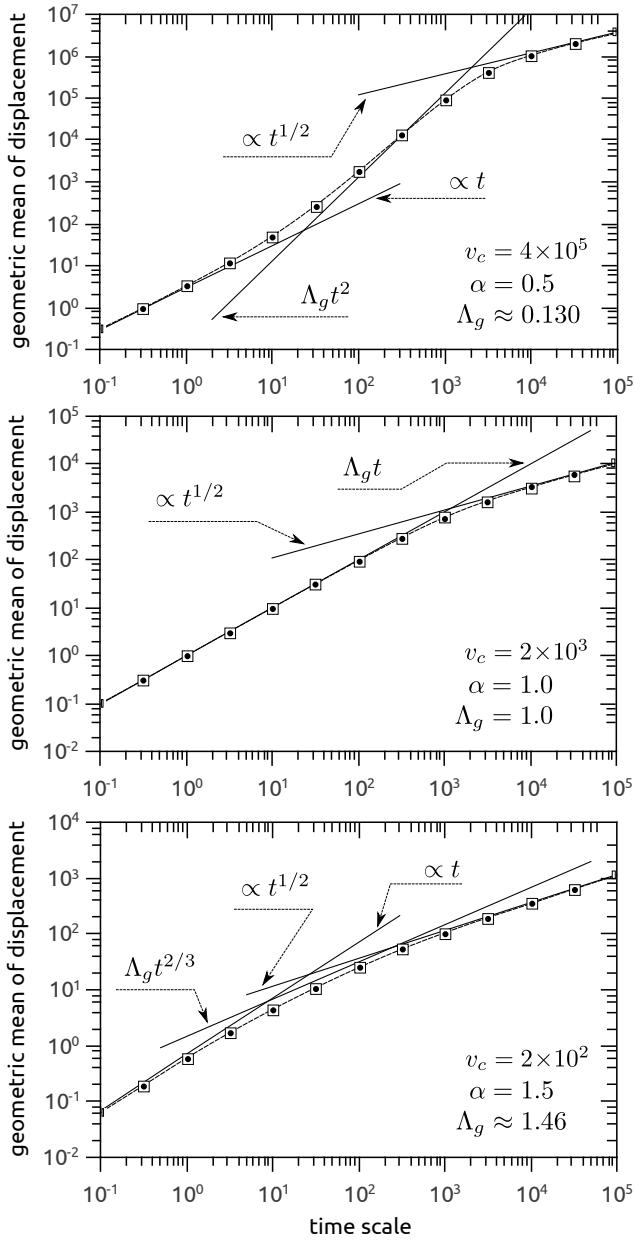 geometric mean of displacement
10^7
10^6
10^5
10^4
10^3
10^2
10^1
10^0
10^-1
∝ t^{1/2}
∝ t
Λ_g t^2
v_c = 4×10^5
α = 0.5
Λ_g ≈ 0.130
10^-1 10^0 10^1 10^2 10^3 10^4 10^5
geometric mean of displacement
10^5
10^4
10^3
10^2
10^1
10^0
10^-1
10^-2
Λ_g t
∝ t^{1/2}
v_c = 2×10^3
α = 1.0
Λ_g = 1.0
10^-1 10^0 10^1 10^2 10^3 10^4 10^5
geometric mean of displacement
10^4
10^3
10^2
10^1
10^0
10^-1
10^-2
∝ t
∝ t^{1/2}
Λ_g t^{2/3}
v_c = 2×10^2
α = 1.5
Λ_g ≈ 1.46
10^-1 10^0 10^1 10^2 10^3 10^4 10^5
time scale